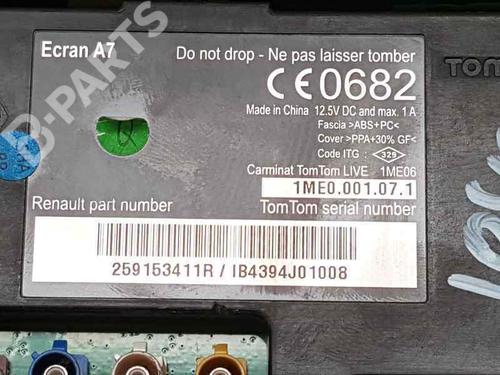 Ecran A7
Do not drop - Ne pas laisser tomber
CE0682
TOM
Made in China 12.5V DC and max. 1 A
Fascia >ABS+PC<
Cover >PPA+30% GF<
Code ITG : 329
Carminat TomTom LIVE 1ME06
1ME0.001.07.1
Renault part number
TomTom serial number
259153411R / IB4394J01008
B-PARTS